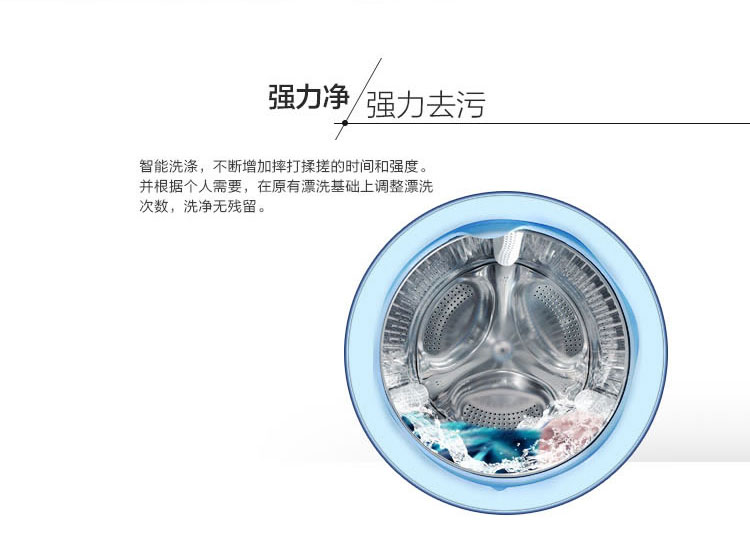 强力净
强力去污
智能洗涤，不断增加摔打揉搓的时间和强度。
并根据个人需要，在原有漂洗基础上调整漂洗
次数，洗净无残留。